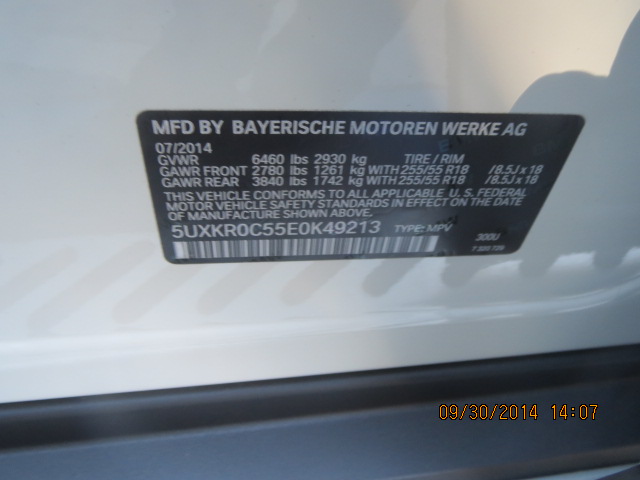 MFD BY BAYERISCHE MOTOREN WERKE AG
07/2014
GVWR 6460 lbs 2930 kg TIRE / RIM
GAWR FRONT 2780 lbs 1261 kg WITH 255/55 R18 /8.5J x 18
GAWR REAR 3840 lbs 1742 kg WITH 255/55 R18 /8.5J x 18
THIS VEHICLE CONFORMS TO ALL APPLICABLE U.S. FEDERAL
MOTOR VEHICLE SAFETY STANDARDS IN EFFECT ON THE
DATE OF MANUFACTURE SHOWN ABOVE.
5UXKR0C55E0K49213 TYPE: MPV 300U
09/30/2014 14:07